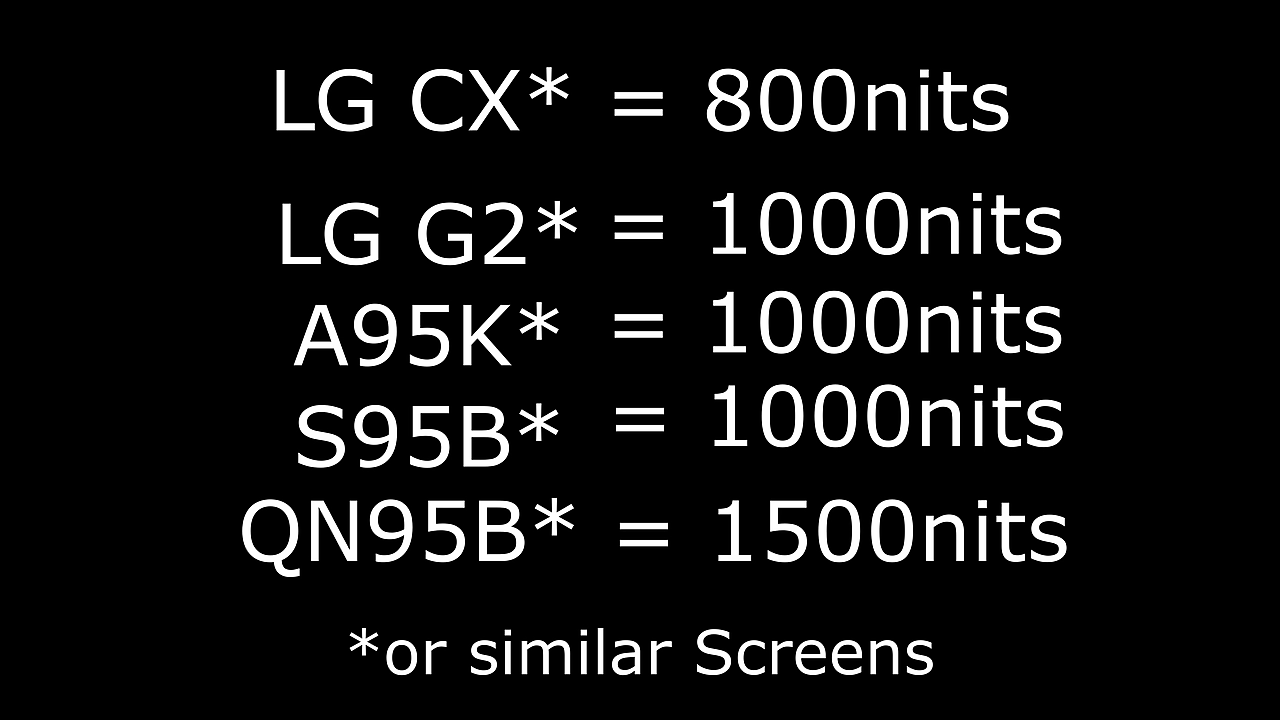 LG CX* = 800nits
LG G2* = 1000nits
A95K* = 1000nits
S95B* = 1000nits
QN95B* = 1500nits
*or similar Screens